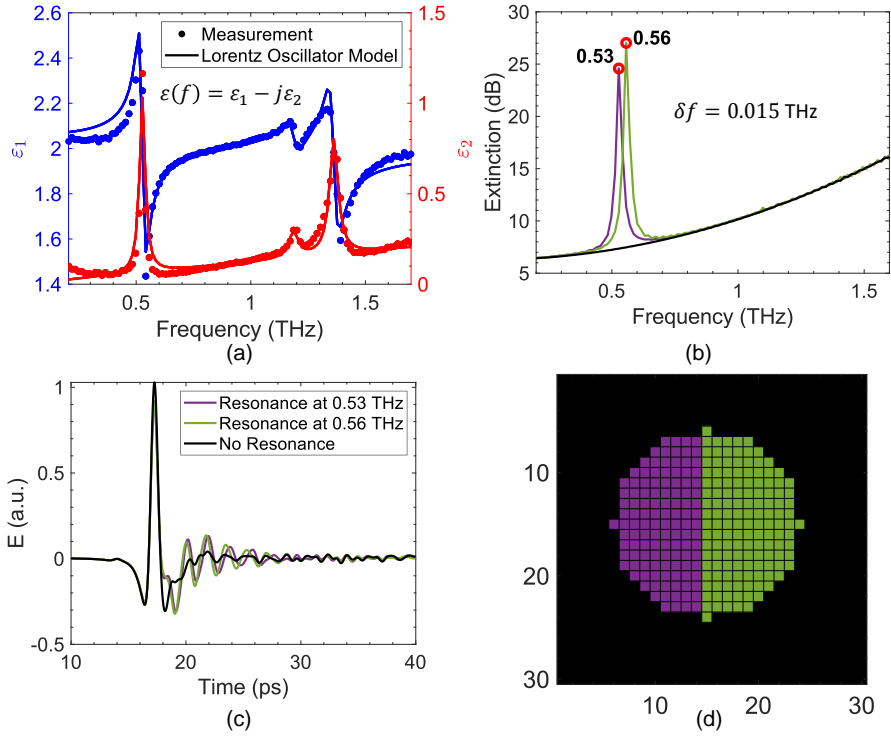 2.6
2.4
2.2
2
1.8
1.6
1.4
ε1
Measurement
Lorentz Oscillator Model
ε(f) = ε₁ − jε₂
1.5
1
0.5
0
ε2
0.5
1
1.5
Frequency (THz)
(a)
30
25
20
15
10
5
Extinction (dB)
0.53
0.56
δf = 0.015 THz
0.5
1
1.5
Frequency (THz)
(b)
1
0.5
0
-0.5
E (a.u.)
Resonance at 0.53 THz
Resonance at 0.56 THz
No Resonance
10
20
30
40
Time (ps)
(c)
10
20
30
10
20
30
(d)